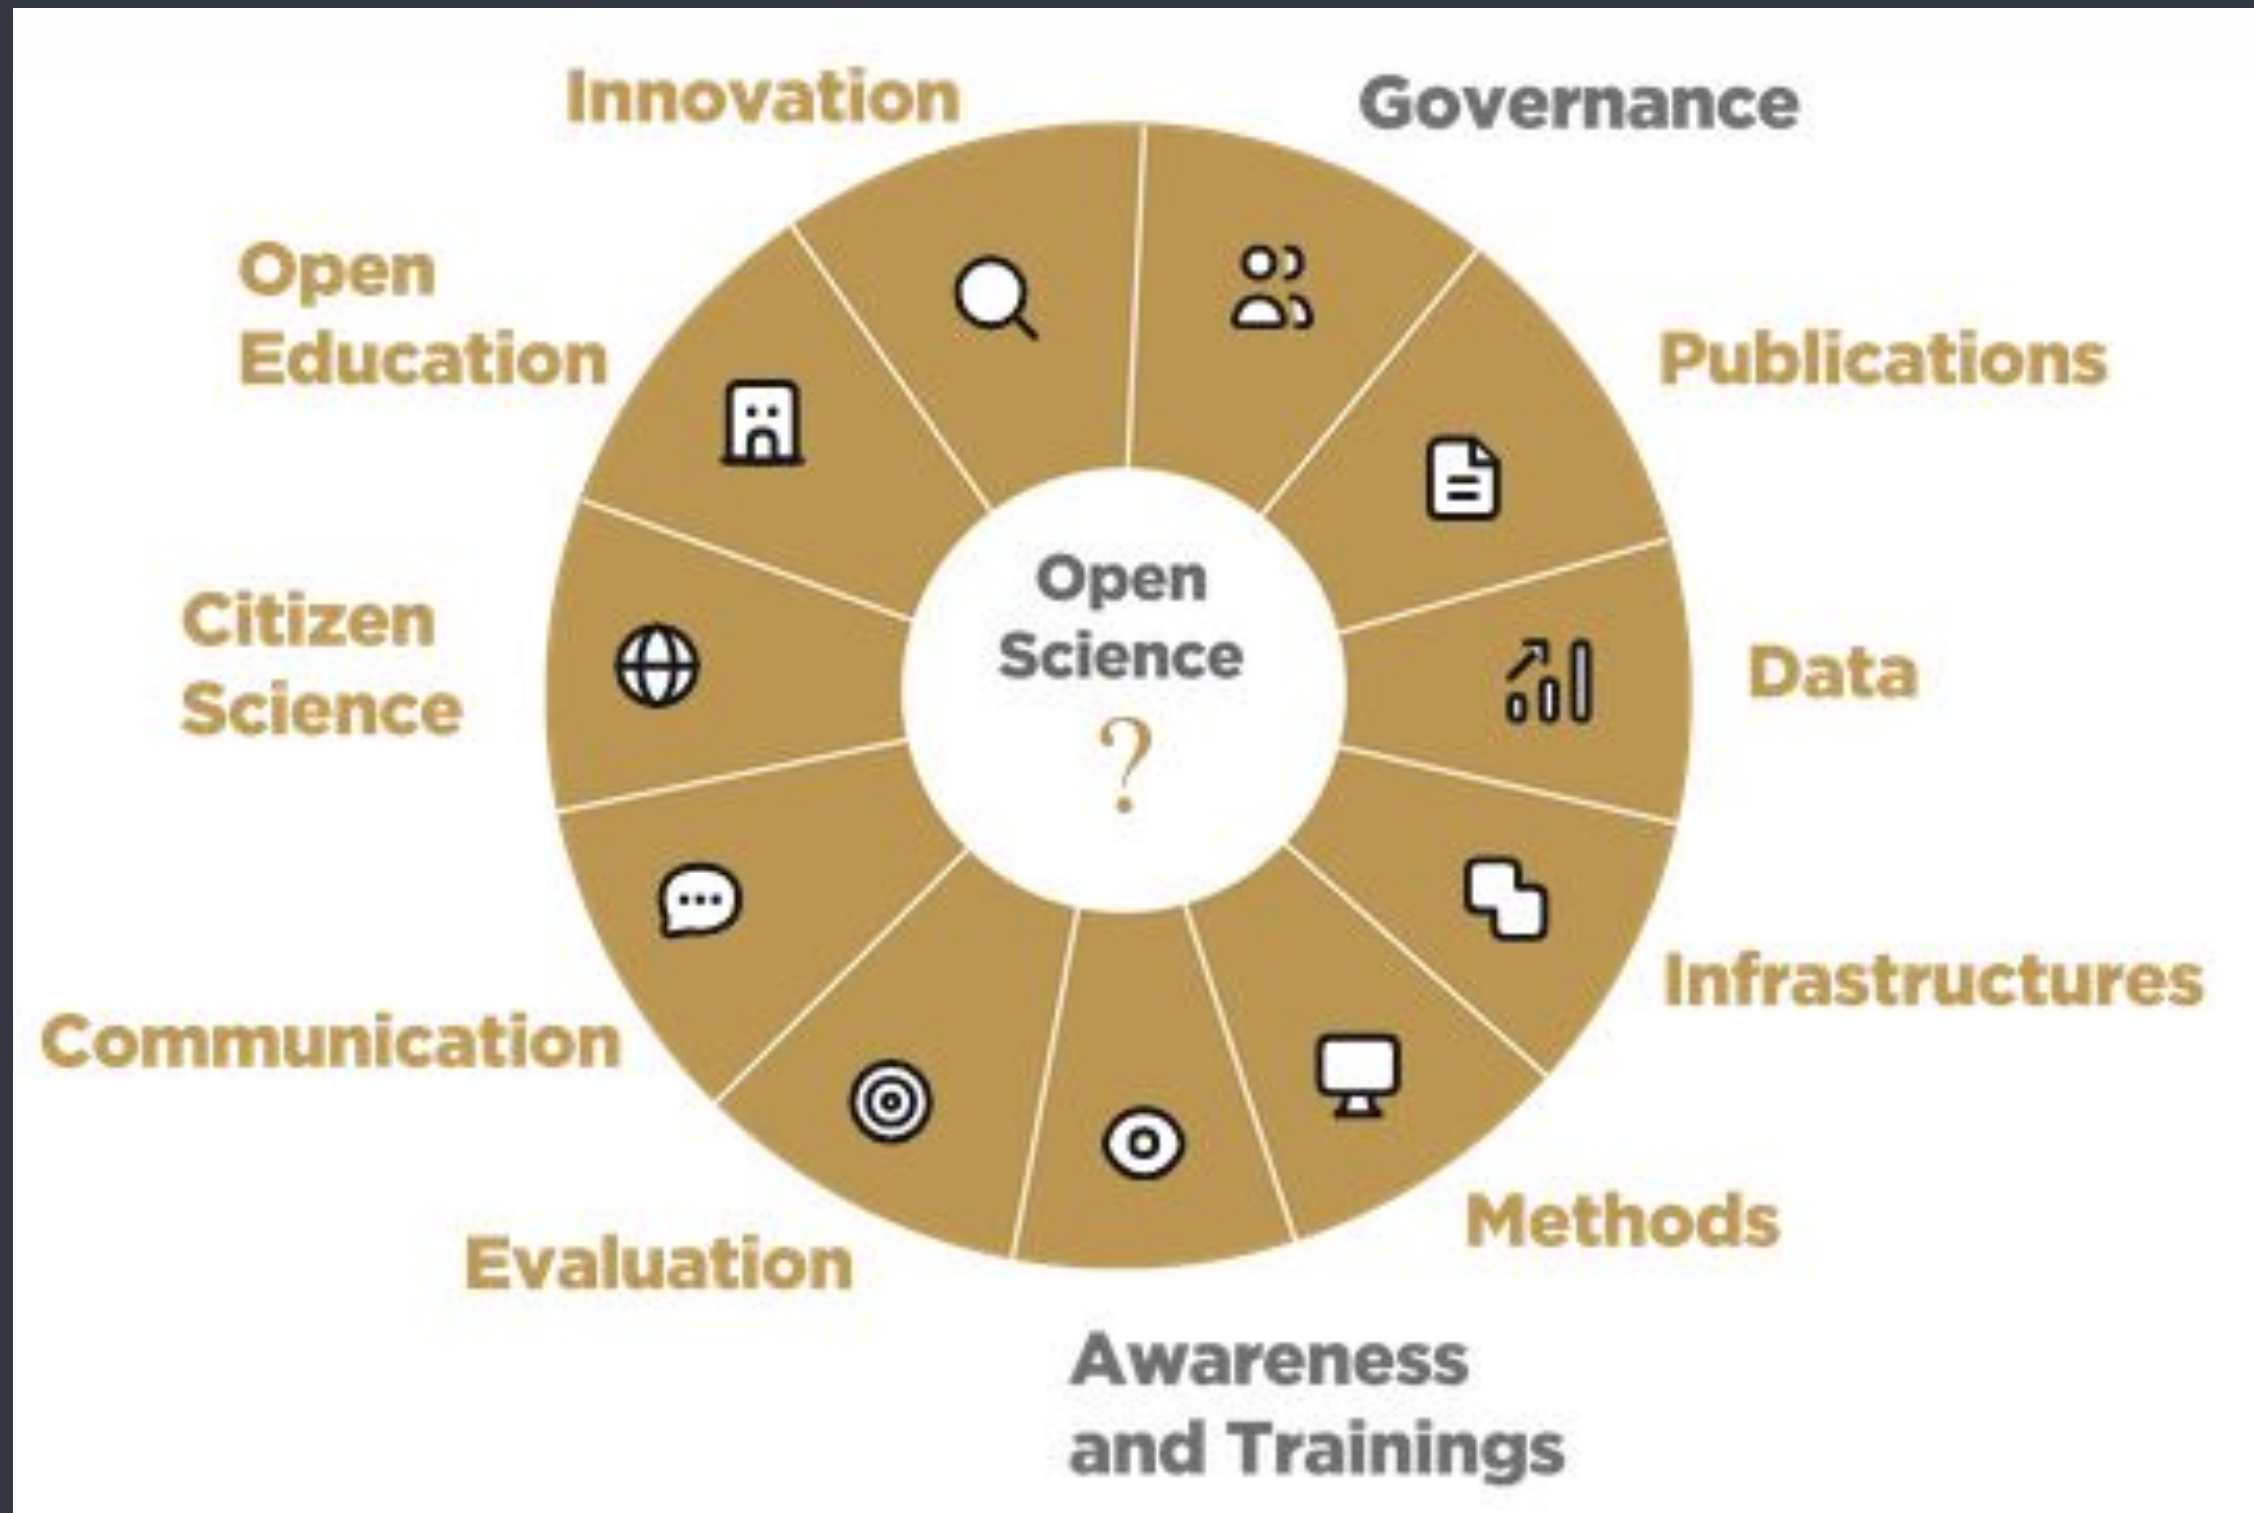 Innovation
Governance
Open
Education
Publications
Citizen
Science
Open
Science
?
Data
Communication
Infrastructures
Evaluation
Methods
Awareness
and Trainings